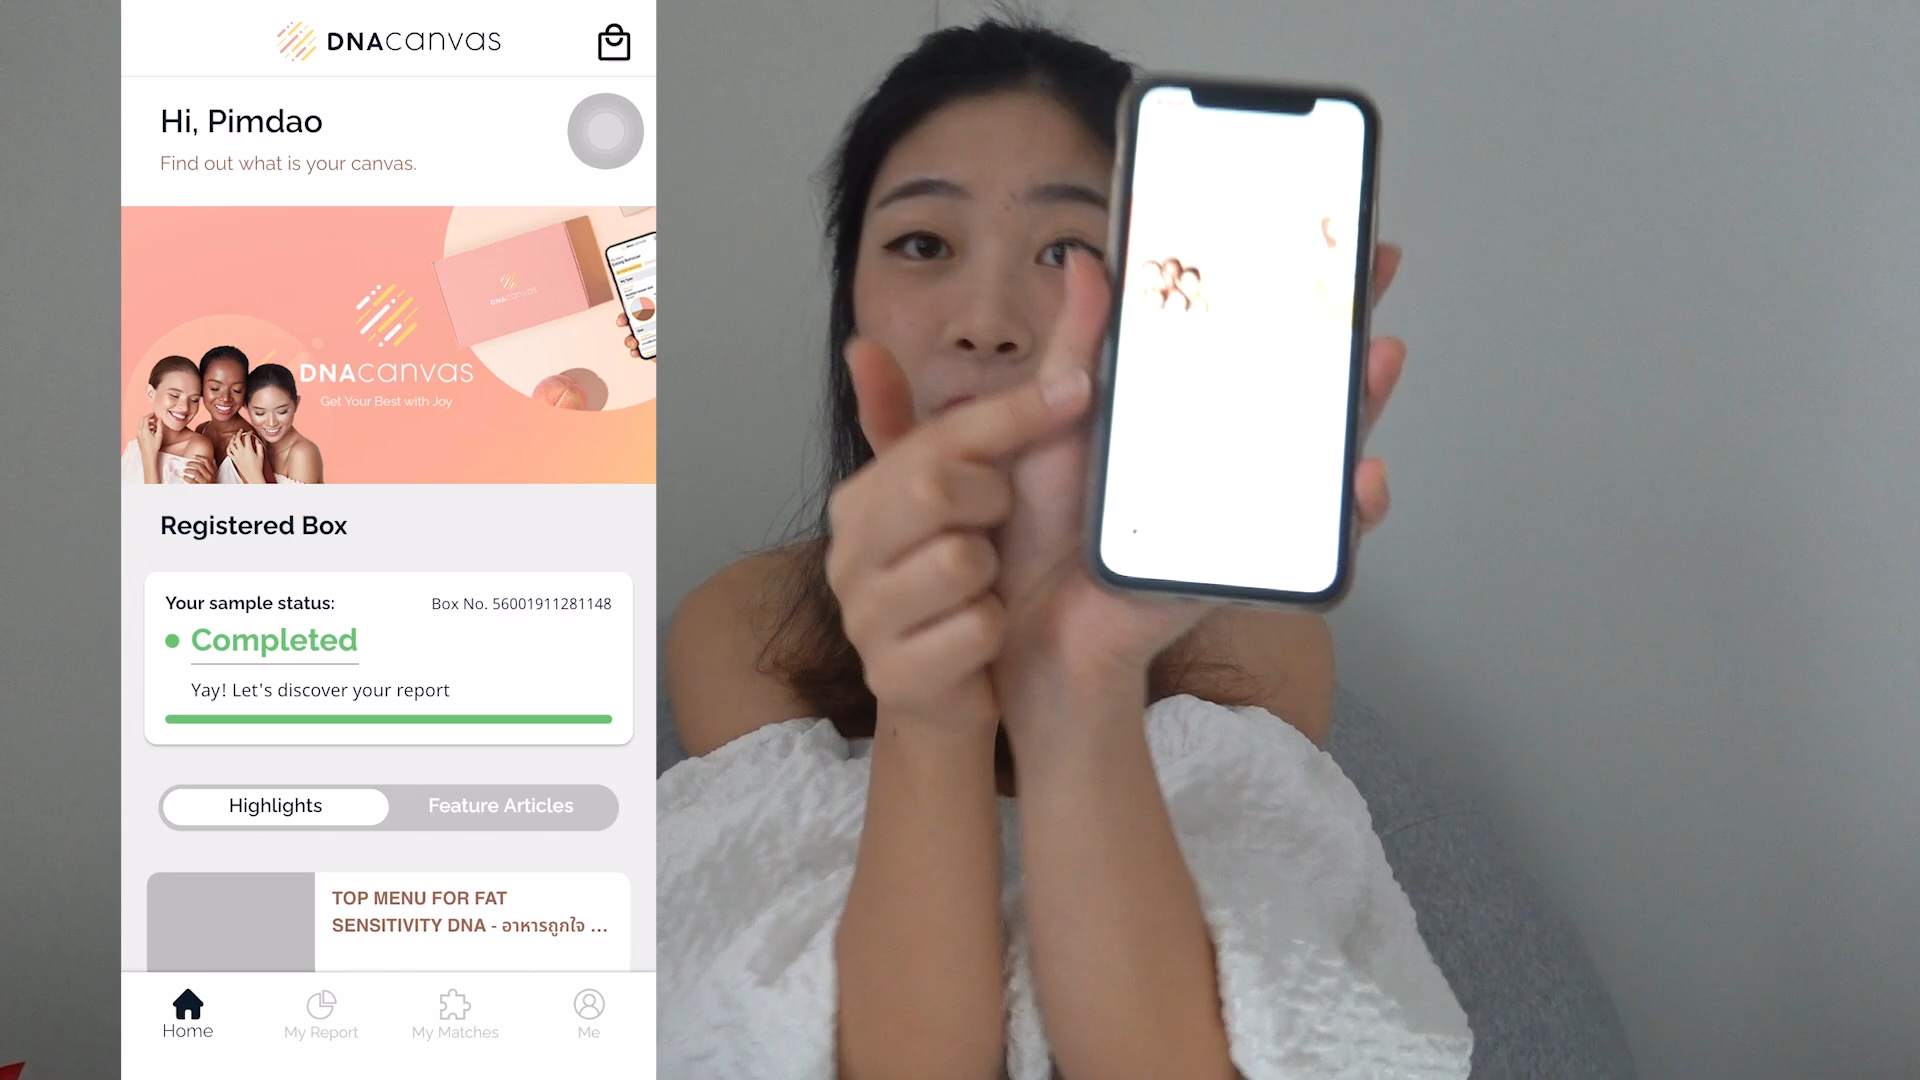 DNAcanvas
Hi, Pimdao
Find out what is your canvas.
DNAcanvas
DNAcanvas
Get Your Best with Joy
Registered Box
Your sample status:
Box No. 56001911281148
Completed
Yay! Let's discover your report
Highlights
Feature Articles
TOP MENU FOR FAT
SENSITIVITY DNA - อาหารถูกใจ ...
Home
My Report
My Matches
Me